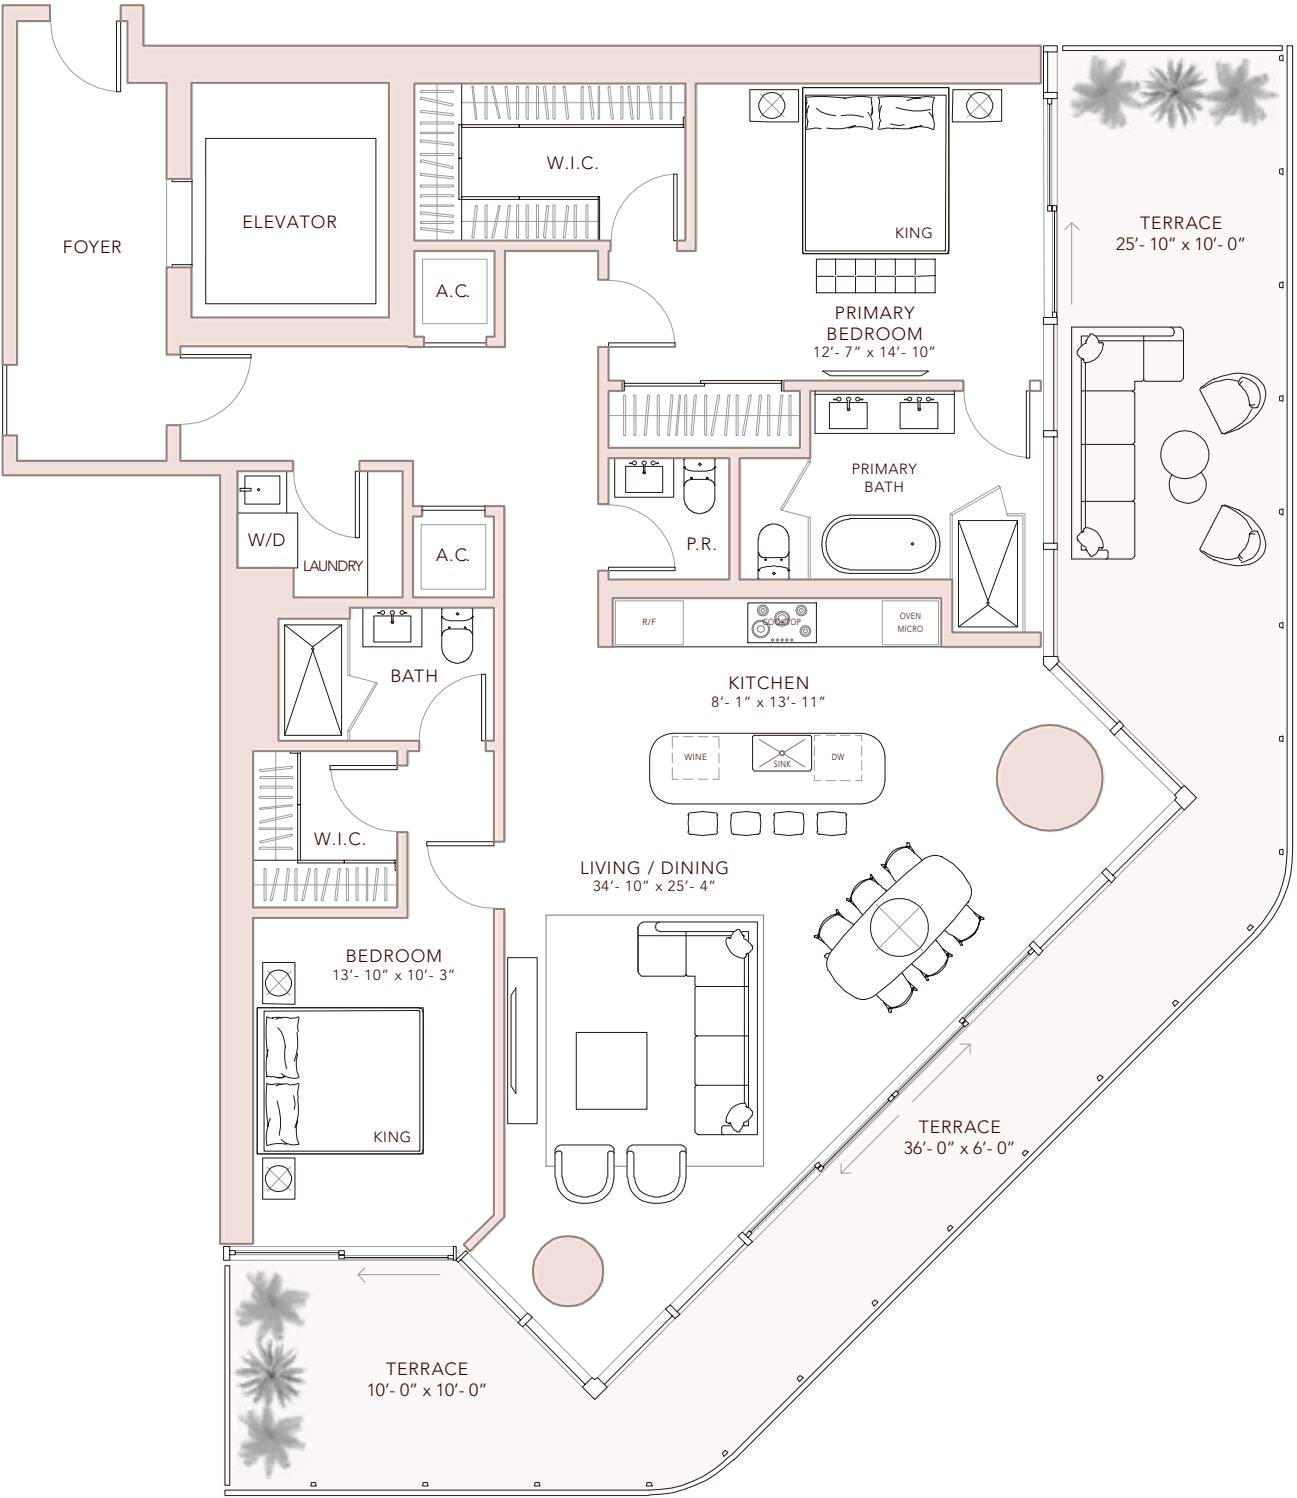 W.I.C.
ELEVATOR
FOYER
KING
TERRACE
25'- 10" x 10'- 0"
A.C.
PRIMARY
BEDROOM
12'- 7" x 14'- 10"
PRIMARY
BATH
W/D
LAUNDRY
A.C.
P.R.
R/F
COOKTOP
OVEN
MICRO
BATH
KITCHEN
8'- 1" x 13'- 11"
WINE
SINK
DW
W.I.C.
LIVING / DINING
34'- 10" x 25'- 4"
BEDROOM
13'- 10" x 10'- 3"
KING
TERRACE
36'- 0" x 6'- 0"
TERRACE
10'- 0" x 10'- 0"